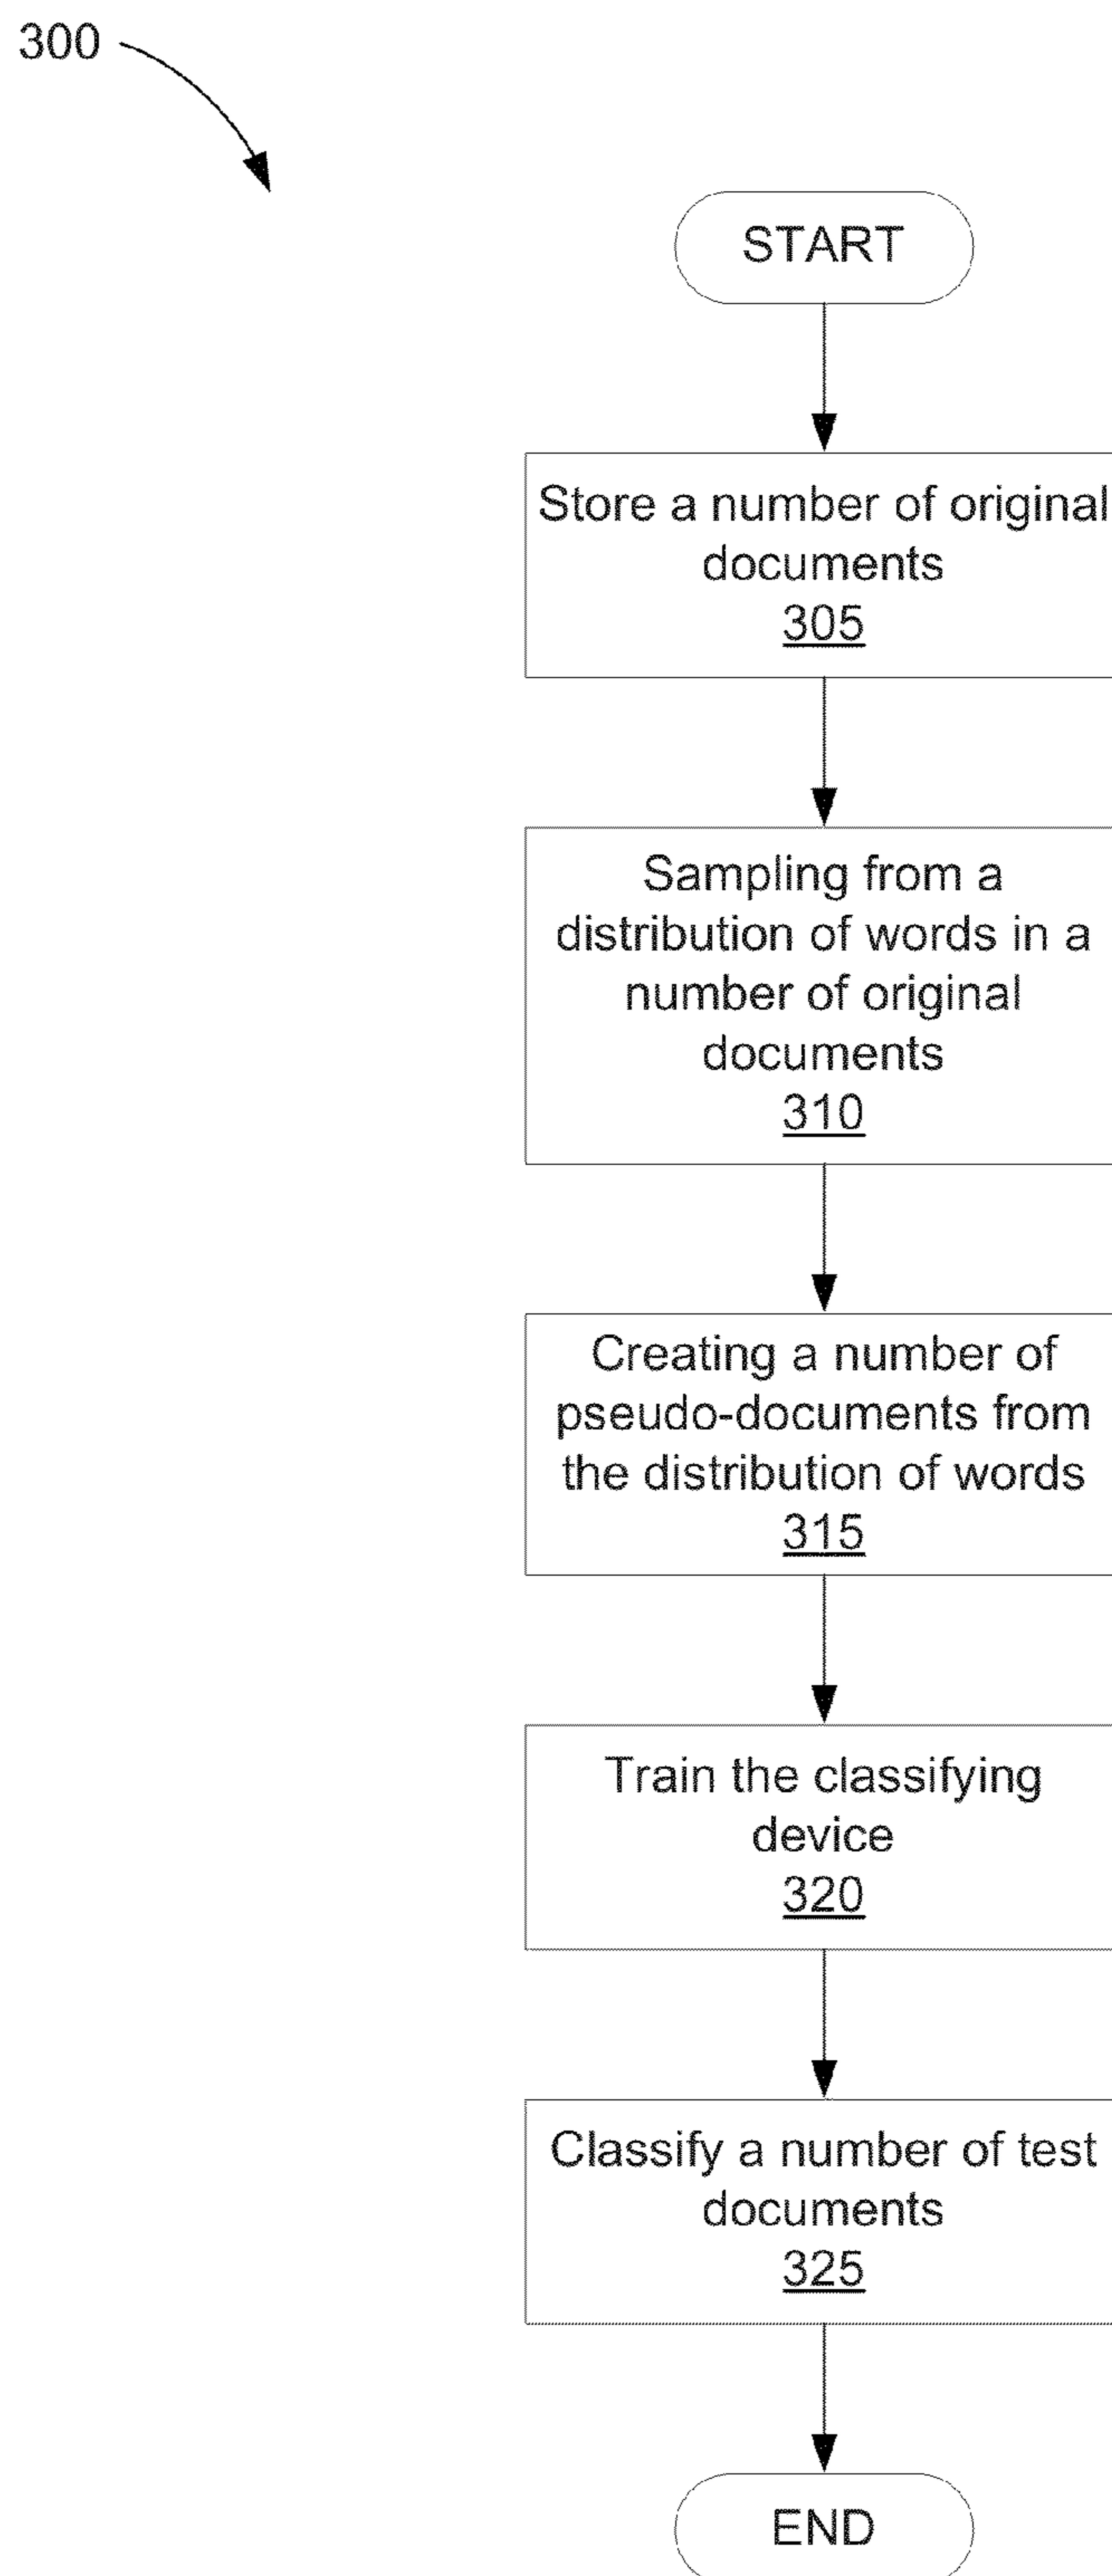 300
START
Store a number of original
documents
305
Sampling from a
distribution of words in a
number of original
documents
310
Creating a number of
pseudo-documents from
the distribution of words
315
Train the classifying
device
320
Classify a number of test
documents
325
END